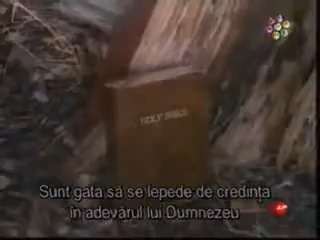 HOLY BIBLE
Sunt gata să se lepede de credința
în adevărul lui Dumnezeu